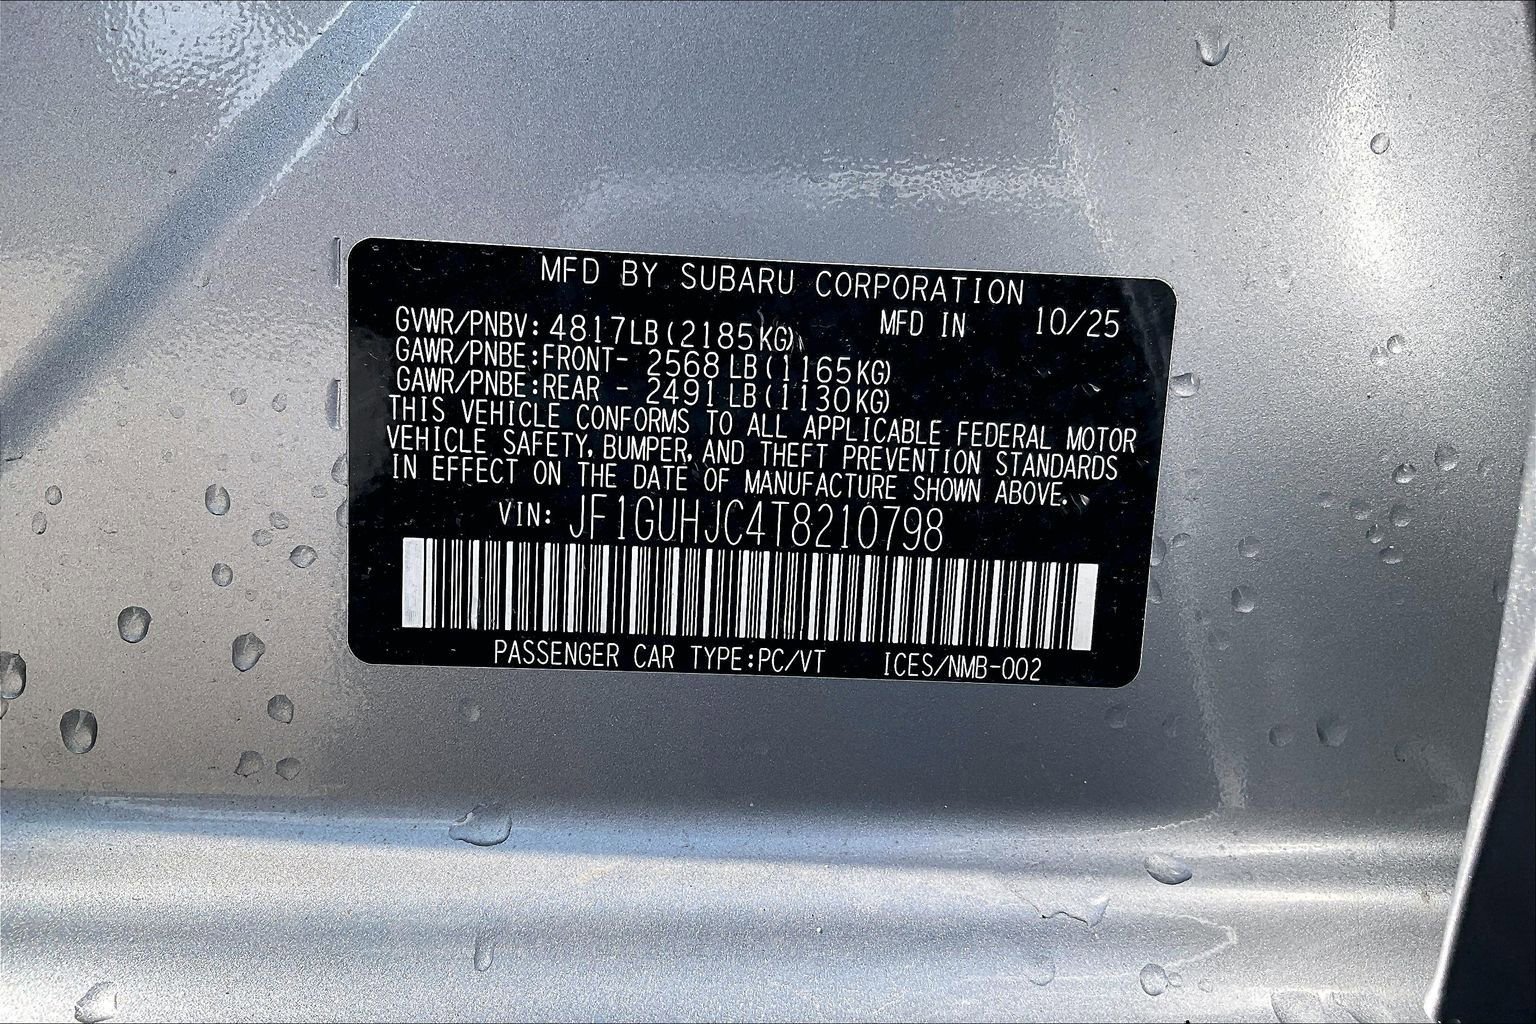 MFD BY SUBARU CORPORATION
GVWR/PNBV: 4817LB(2185KG) MFD IN 10/25
GAWR/PNBE:FRONT- 2568LB(1165KG)
GAWR/PNBE:REAR - 2491LB(1130KG)
THIS VEHICLE CONFORMS TO ALL APPLICABLE FEDERAL MOTOR
VEHICLE SAFETY, BUMPER, AND THEFT PREVENTION STANDARDS
IN EFFECT ON THE DATE OF MANUFACTURE SHOWN ABOVE.
VIN: JF1GUHJC4T8210798
PASSENGER CAR TYPE:PC/VT ICES/NMB-002